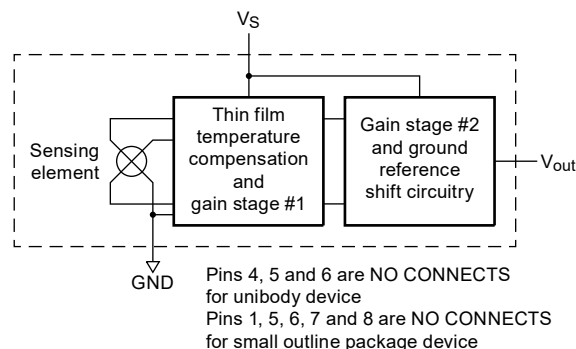 VS
Thin film
temperature
compensation
and
gain stage #1
Gain stage #2
and ground
reference
shift circuitry
Sensing
element
Vout
GND
Pins 4, 5 and 6 are NO CONNECTS
for unibody device
Pins 1, 5, 6, 7 and 8 are NO CONNECTS
for small outline package device